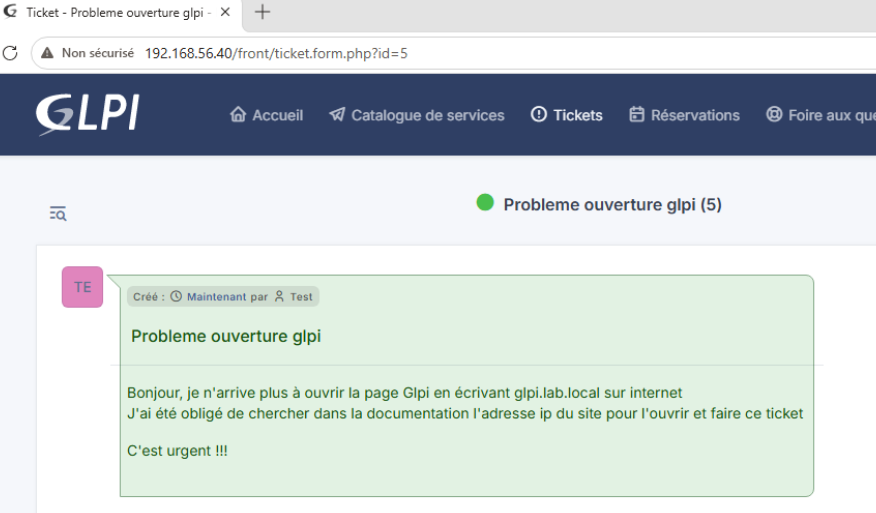 Ticket - Probleme ouverture glpi -
Non sécurisé 192.168.56.40/front/ticket.form.php?id=5
GLPI
Accueil Catalogue de services Tickets Réservations Foire aux que
Probleme ouverture glpi (5)
TE
Créé : Maintenant par Test
Probleme ouverture glpi
Bonjour, je n'arrive plus à ouvrir la page Glpi en écrivant glpi.lab.local sur internet
J'ai été obligé de chercher dans la documentation l'adresse ip du site pour l'ouvrir et faire ce ticket
C'est urgent !!!